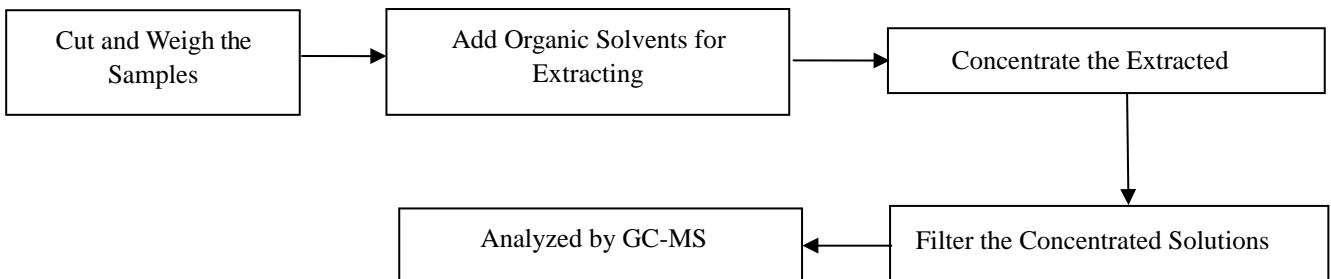 Cut and Weigh the
Samples
Add Organic Solvents for
Extracting
Concentrate the Extracted
Filter the Concentrated Solutions
Analyzed by GC-MS